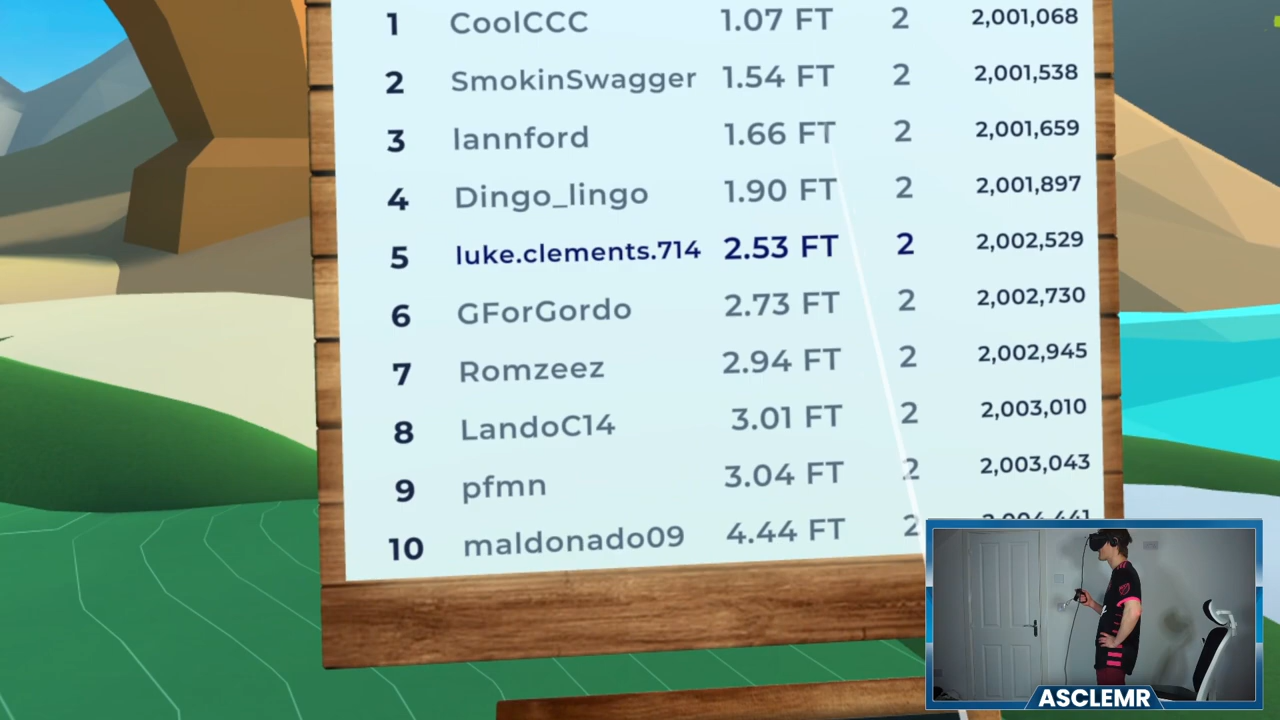 1 CoolCCC 1.07 FT 2 2,001,068
2 SmokinSwagger 1.54 FT 2 2,001,538
3 lannford 1.66 FT 2 2,001,659
4 Dingo_lingo 1.90 FT 2 2,001,897
5 luke.clements.714 2.53 FT 2 2,002,529
6 GForGordo 2.73 FT 2 2,002,730
7 Romzeez 2.94 FT 2 2,002,945
8 LandoC14 3.01 FT 2 2,003,010
9 pfmn 3.04 FT 2 2,003,043
10 maldonado09 4.44 FT 2 2,004,441
ASCLEMR